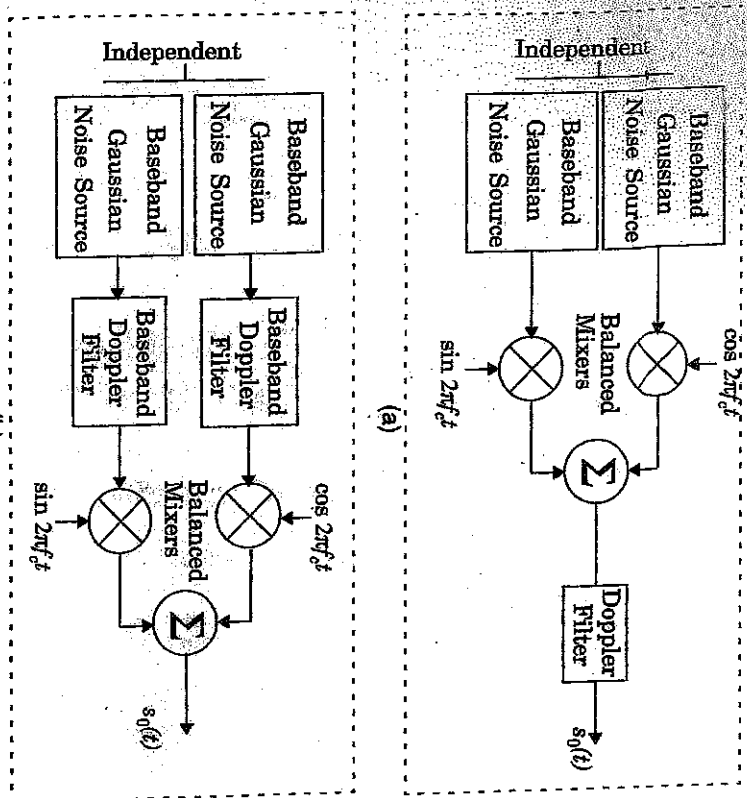 Independent
Baseband
Gaussian
Noise Source
Baseband
Gaussian
Noise Source
cos 2πf_ct
Balanced
Mixers
sin 2πf_ct
Σ
Doppler
Filter
s₀(t)
(a)
Independent
Baseband
Gaussian
Noise Source
Baseband
Gaussian
Noise Source
Baseband
Doppler
Filter
Baseband
Doppler
Filter
cos 2πf_ct
Balanced
Mixers
sin 2πf_ct
Σ
s₀(t)